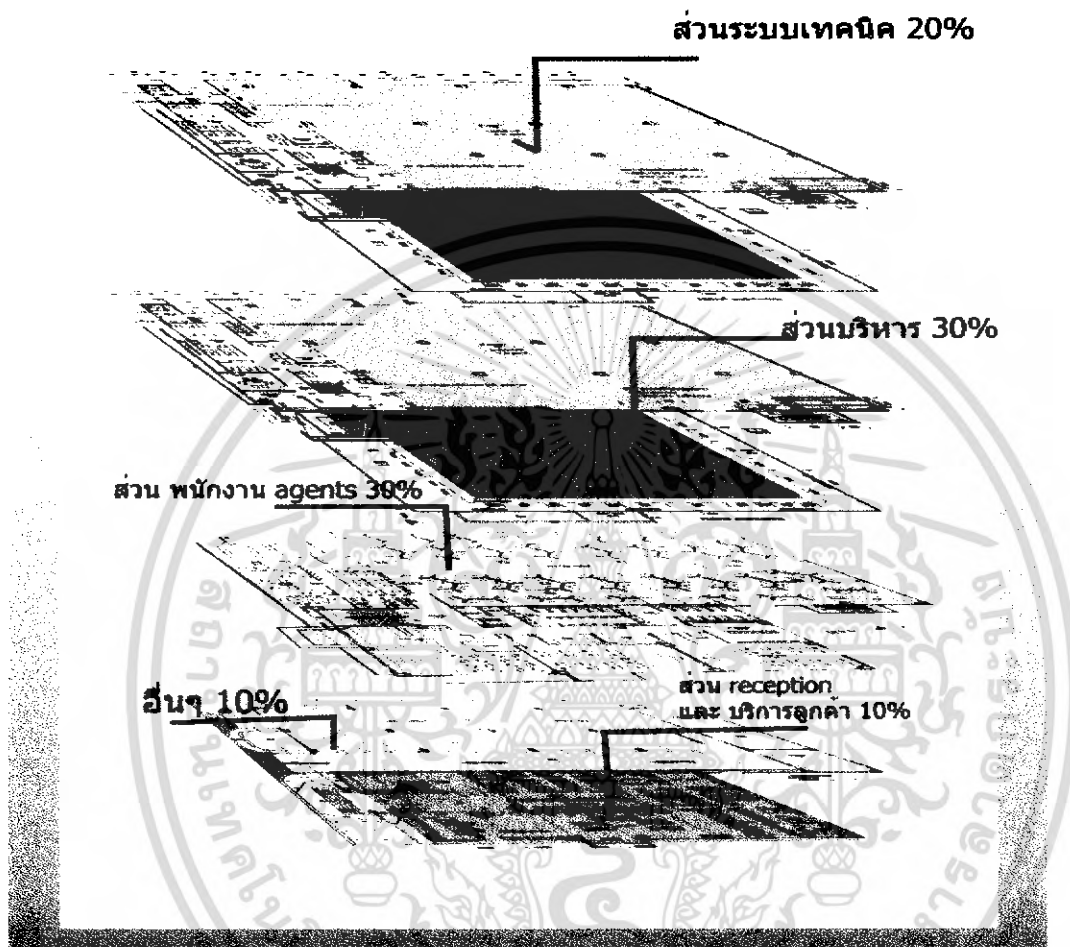 ส่วนระบบเทคนิค 20%
ส่วนบริหาร 30%
ส่วน พนักงาน agents 30%
อื่นๆ 10%
ส่วน reception
และ บริการลูกค้า 10%